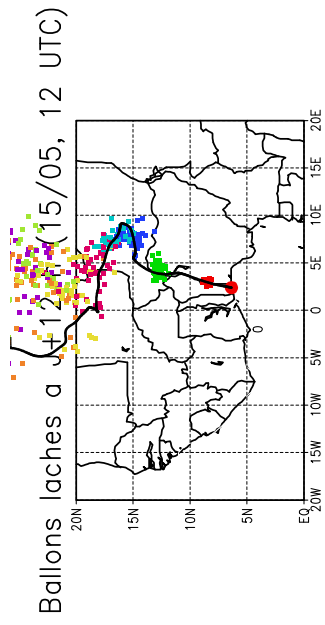 Ballons laches a J+12 (15/05, 12 UTC)
20N
15N
10N
5N
EQ
0
20W 15W 10W 5W 0 5E 10E 15E 20E